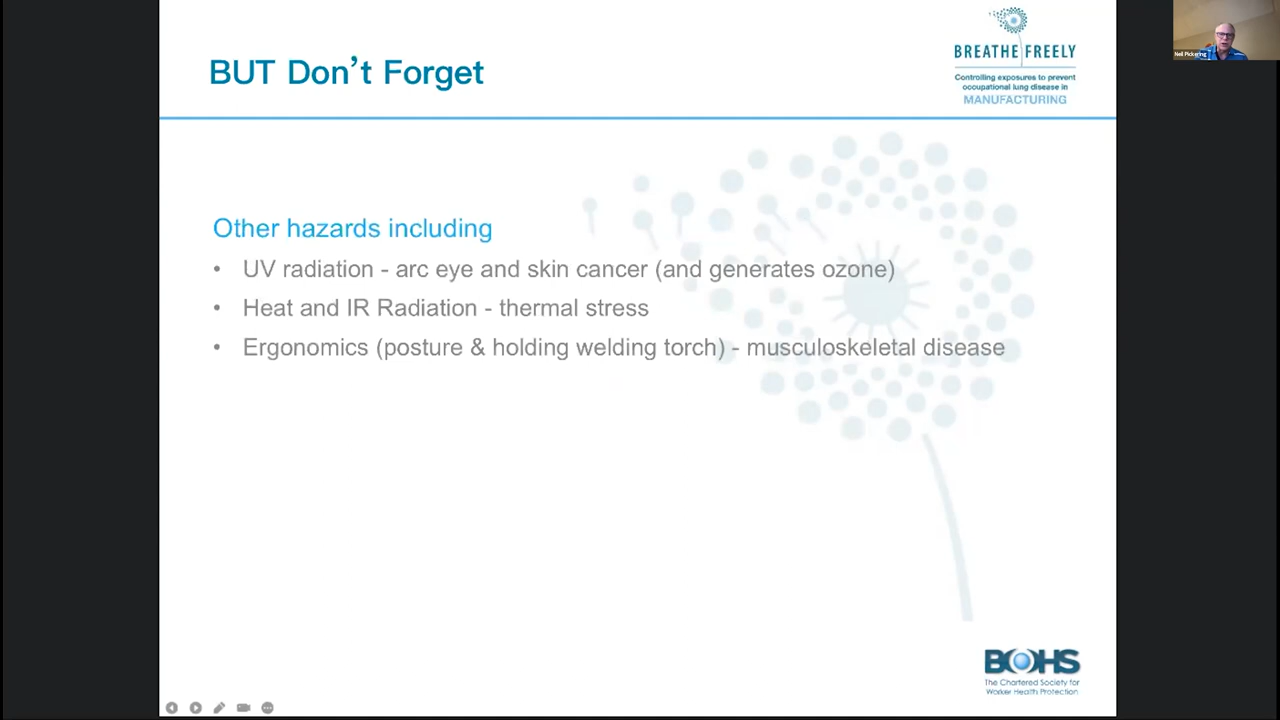 BUT Don't Forget
BREATHE FREELY
Controlling exposures to prevent
occupational lung disease in
MANUFACTURING
Neil Pickering
Other hazards including
• UV radiation - arc eye and skin cancer (and generates ozone)
• Heat and IR Radiation - thermal stress
• Ergonomics (posture & holding welding torch) - musculoskeletal disease
BOHS
The Chartered Society for
Worker Health Protection